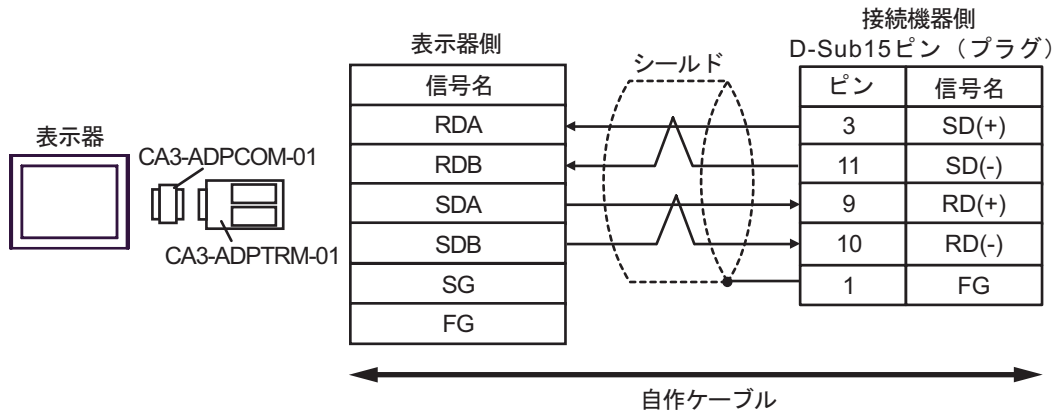 表示器
CA3-ADPCOM-01
CA3-ADPTRM-01
表示器側
信号名
RDA
RDB
SDA
SDB
SG
FG
シールド
接続機器側
D-Sub15ピン（プラグ）
ピン 信号名
3 SD(+)
11 SD(-)
9 RD(+)
10 RD(-)
1 FG
自作ケーブル